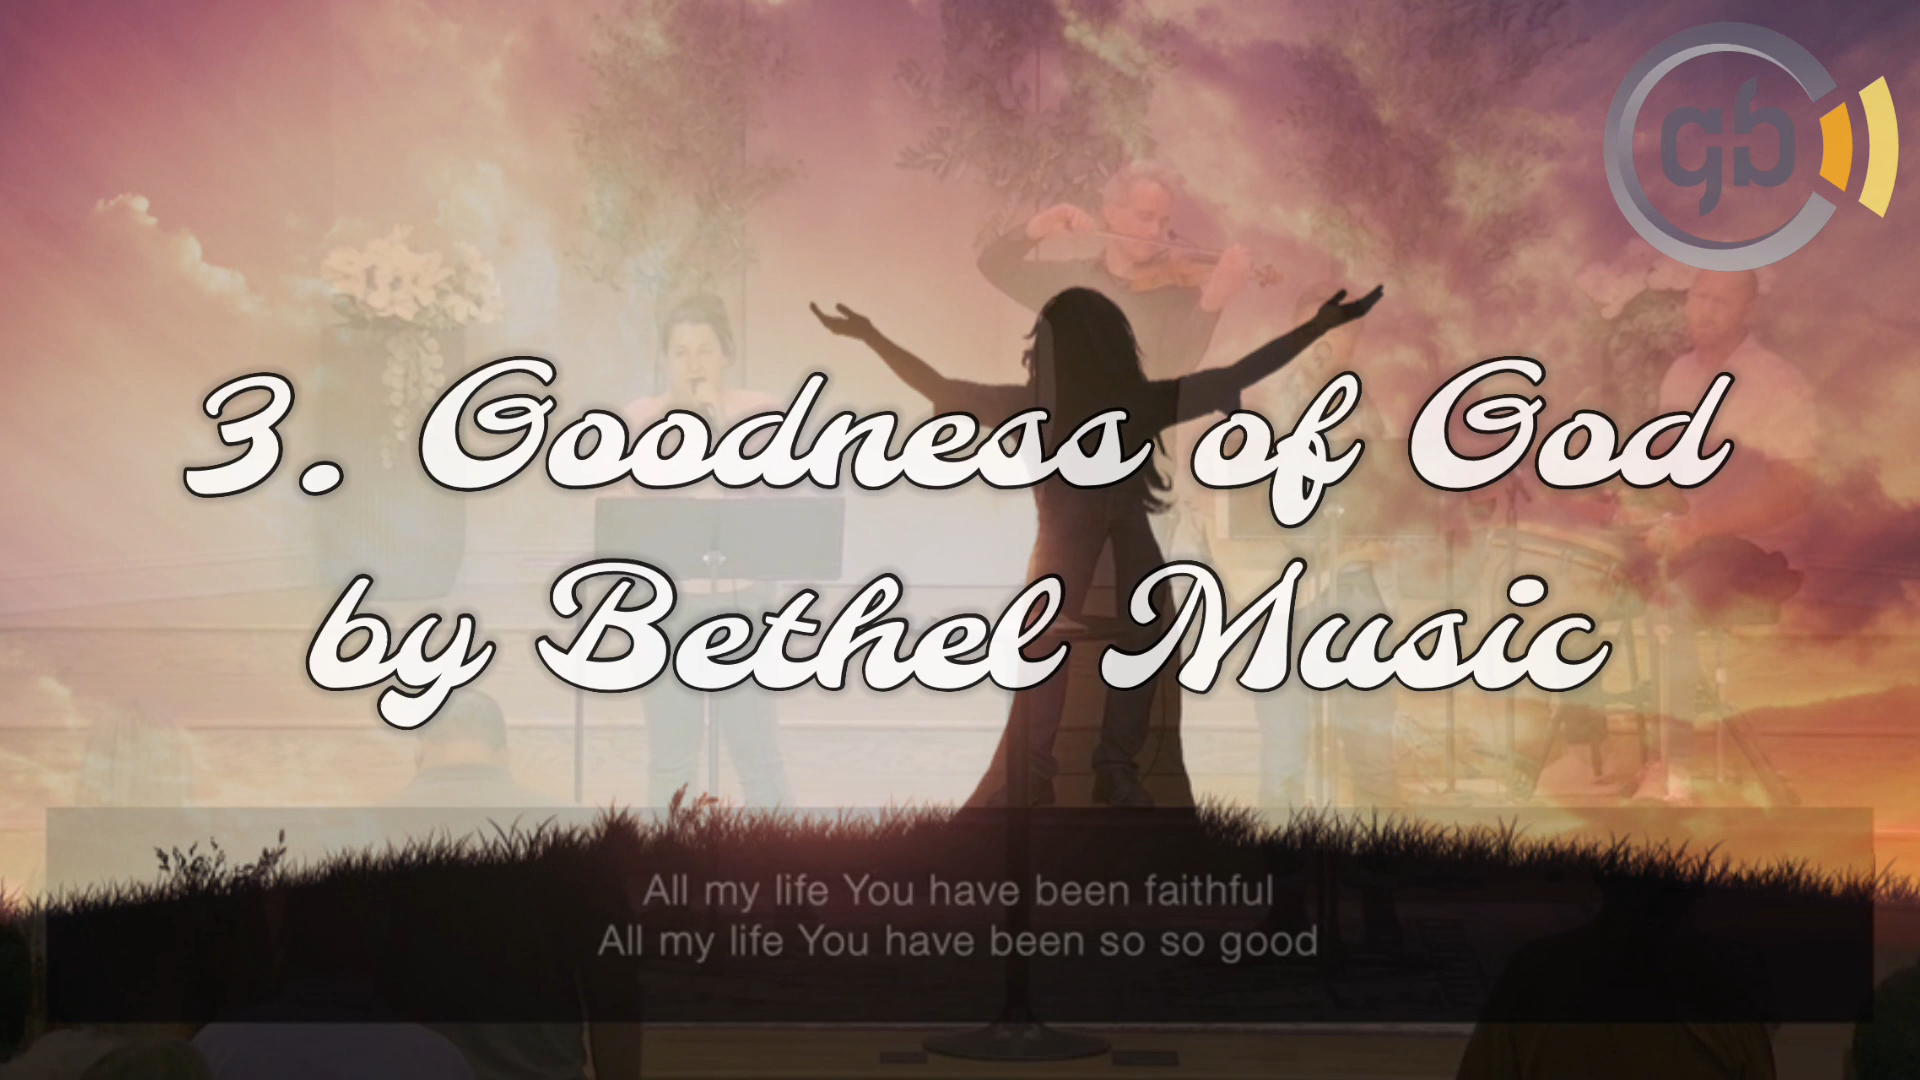 gb
3. Goodness of God
by Bethel Music
All my life You have been faithful
All my life You have been so so good